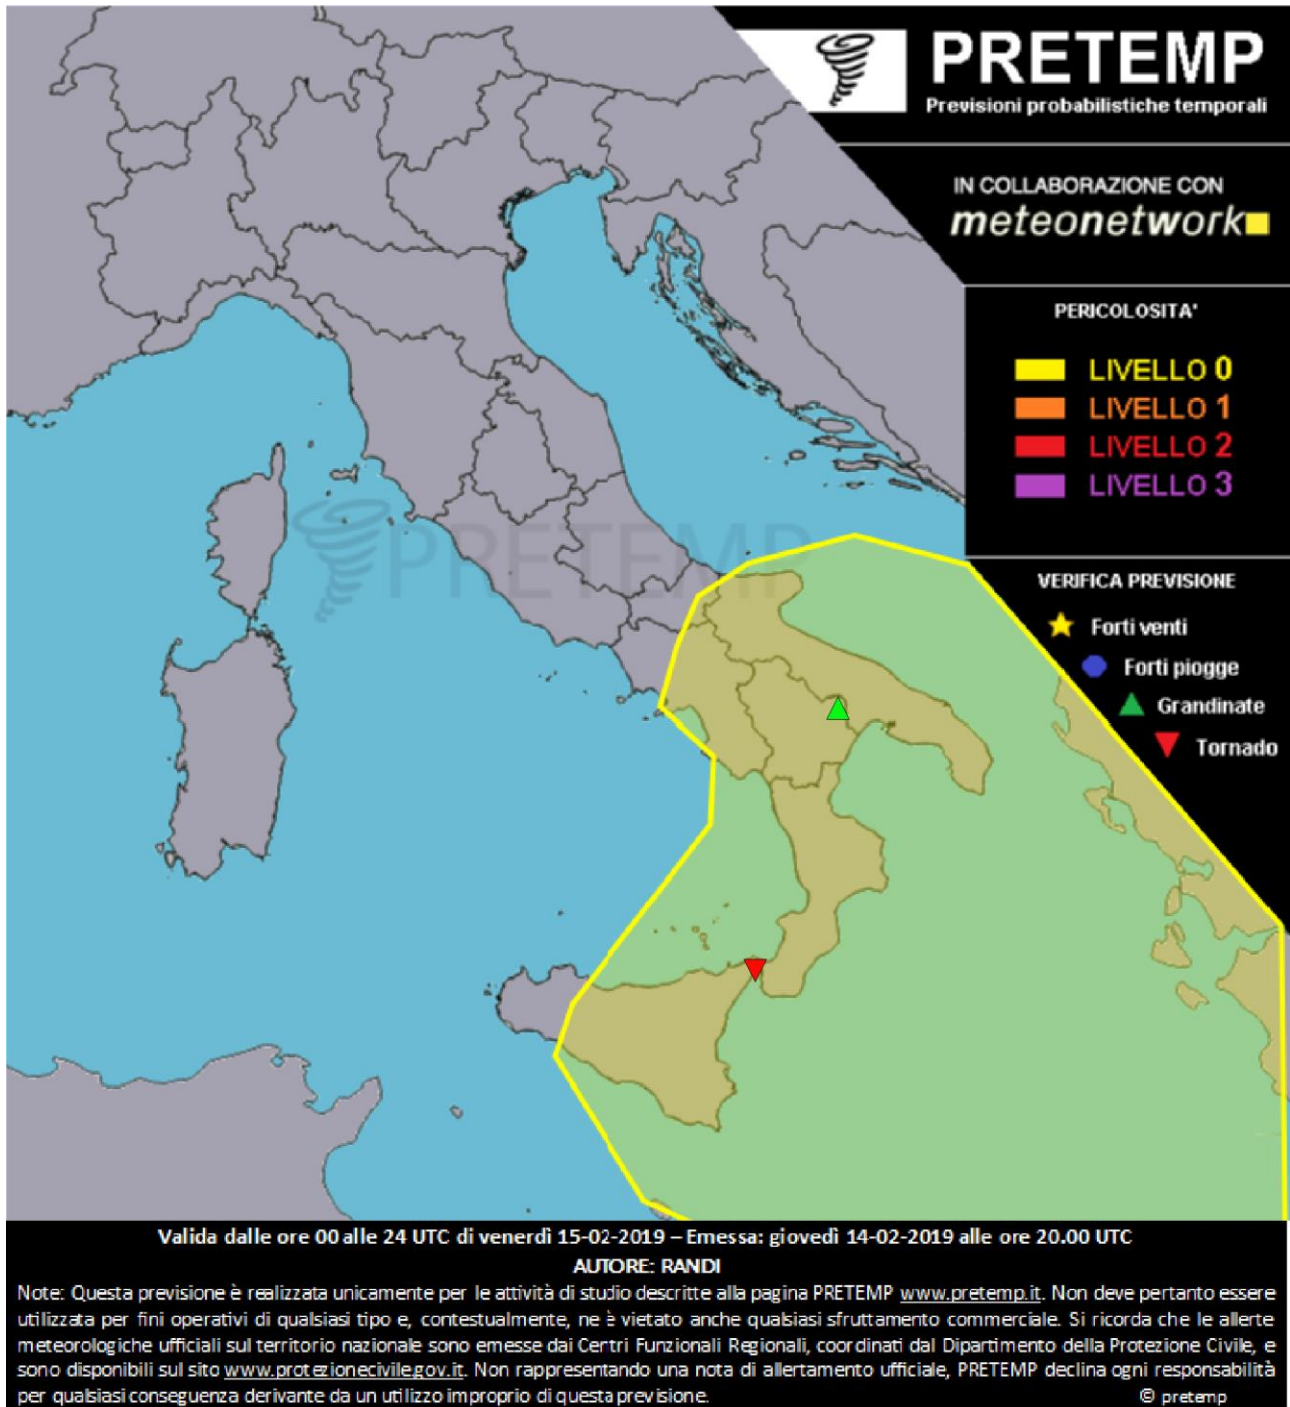 PRETEMP
Previsioni probabilistiche temporali
IN COLLABORAZIONE CON
meteonetwork
PERICOLOSITA'
LIVELLO 0
LIVELLO 1
LIVELLO 2
LIVELLO 3
PRETEMP
VERIFICA PREVISIONE
Forti venti
Forti piogge
Grandinate
Tornado
Valida dalle ore 00 alle 24 UTC di venerdì 15-02-2019 – Emessa: giovedì 14-02-2019 alle ore 20.00 UTC
AUTORE: RANDI
Note: Questa previsione è realizzata unicamente per le attività di studio descritte alla pagina PRETEMP www.pretemp.it. Non deve pertanto essere
utilizzata per fini operativi di qualsiasi tipo e, contestualmente, ne è vietato anche qualsiasi sfruttamento commerciale. Si ricorda che le allerte
meteorologiche ufficiali sul territorio nazionale sono emesse dai Centri Funzionali Regionali, coordinati dal Dipartimento della Protezione Civile, e
sono disponibili sul sito www.protezionecivile.gov.it. Non rappresentando una nota di allertamento ufficiale, PRETEMP declina ogni responsabilità
per qualsiasi conseguenza derivante da un utilizzo improprio di questa previsione.
© pretemp